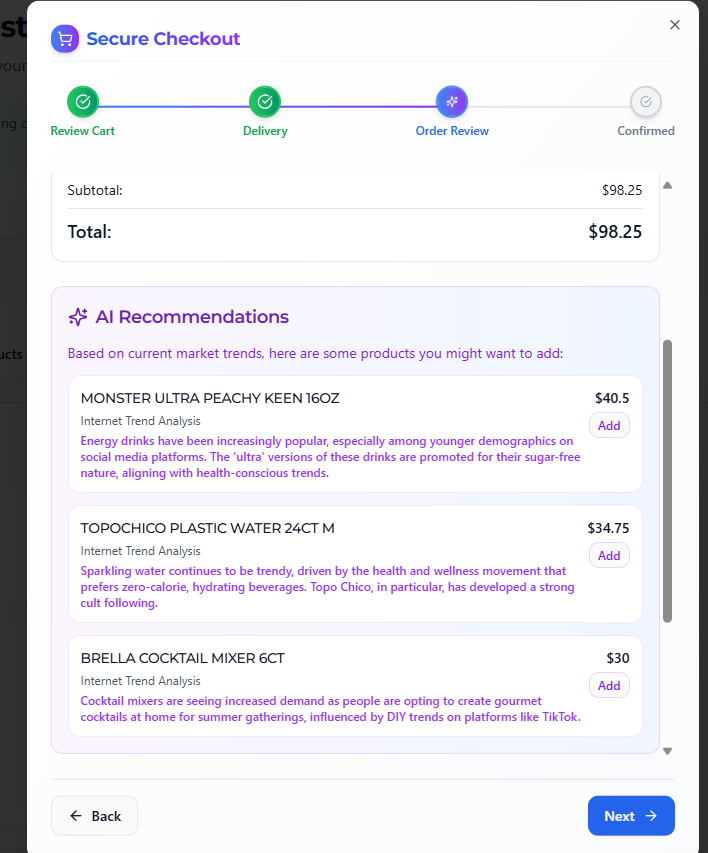 st
Secure Checkout
your
Review Cart
Delivery
Order Review
Confirmed
Subtotal: $98.25
Total: $98.25
AI Recommendations
Based on current market trends, here are some products you might want to add:
ucts
MONSTER ULTRA PEACHY KEEN 16OZ $40.5
Internet Trend Analysis
Add
Energy drinks have been increasingly popular, especially among younger demographics on
social media platforms. The 'ultra' versions of these drinks are promoted for their sugar-free
nature, aligning with health-conscious trends.
TOPOCHICO PLASTIC WATER 24CT M $34.75
Internet Trend Analysis
Add
Sparkling water continues to be trendy, driven by the health and wellness movement that
prefers zero-calorie, hydrating beverages. Topo Chico, in particular, has developed a strong
cult following.
BRELLA COCKTAIL MIXER 6CT $30
Internet Trend Analysis
Add
Cocktail mixers are seeing increased demand as people are opting to create gourmet
cocktails at home for summer gatherings, influenced by DIY trends on platforms like TikTok.
Back
Next